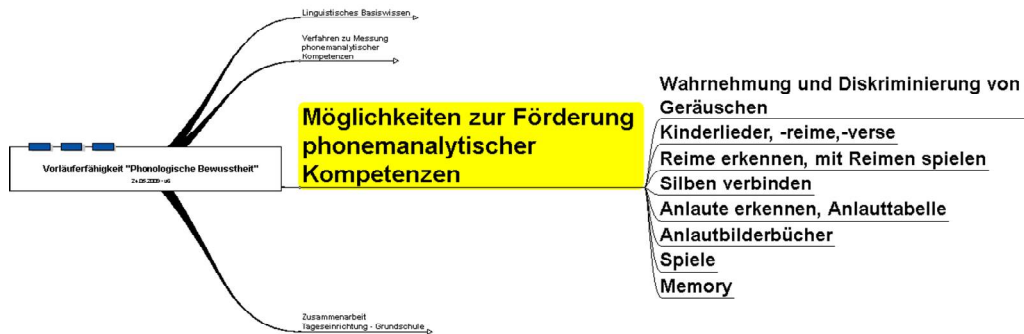 Linguistisches Basiswissen
Verfahren zu Messung
phonemanalytischer
Kompetenzen
Vorläuferfähigkeit "Phonologische Bewusstheit"
Möglichkeiten zur Förderung
phonemanalytischer
Kompetenzen
Wahrnehmung und Diskriminierung von
Geräuschen
Kinderlieder, -reime,-verse
Reime erkennen, mit Reimen spielen
Silben verbinden
Anlaute erkennen, Anlauttabelle
Anlautbilderbücher
Spiele
Memory
Zusammenarbeit
Tageseinrichtung - Grundschule